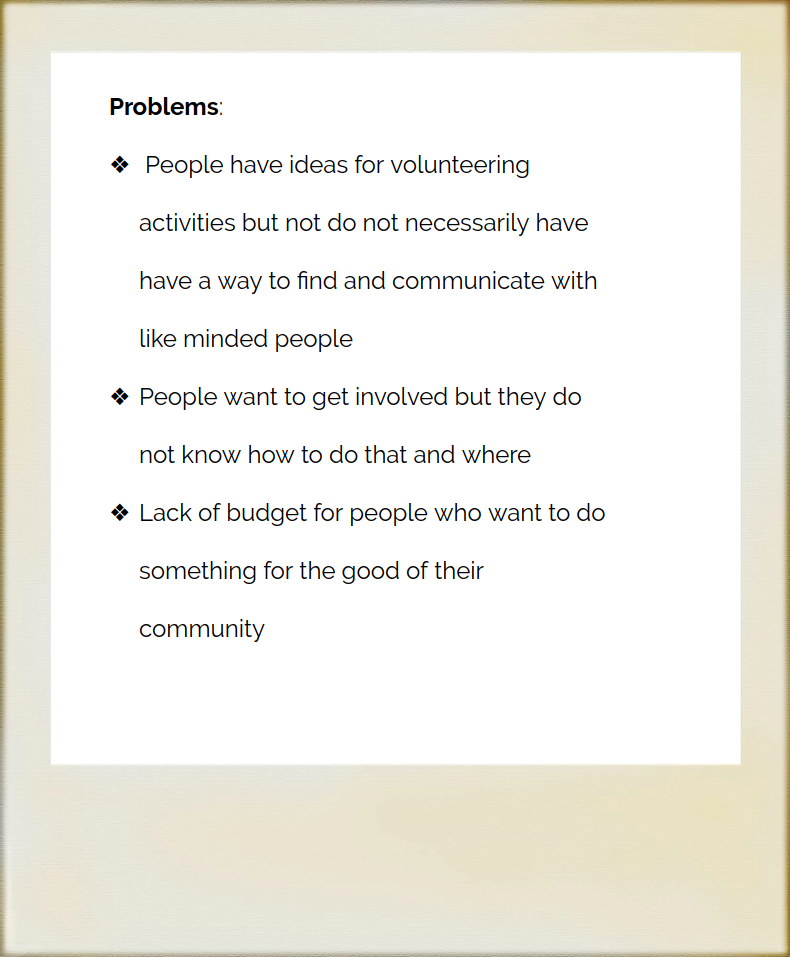 Problems:
❖ People have ideas for volunteering
activities but not do not necessarily have
have a way to find and communicate with
like minded people
❖ People want to get involved but they do
not know how to do that and where
❖ Lack of budget for people who want to do
something for the good of their
community